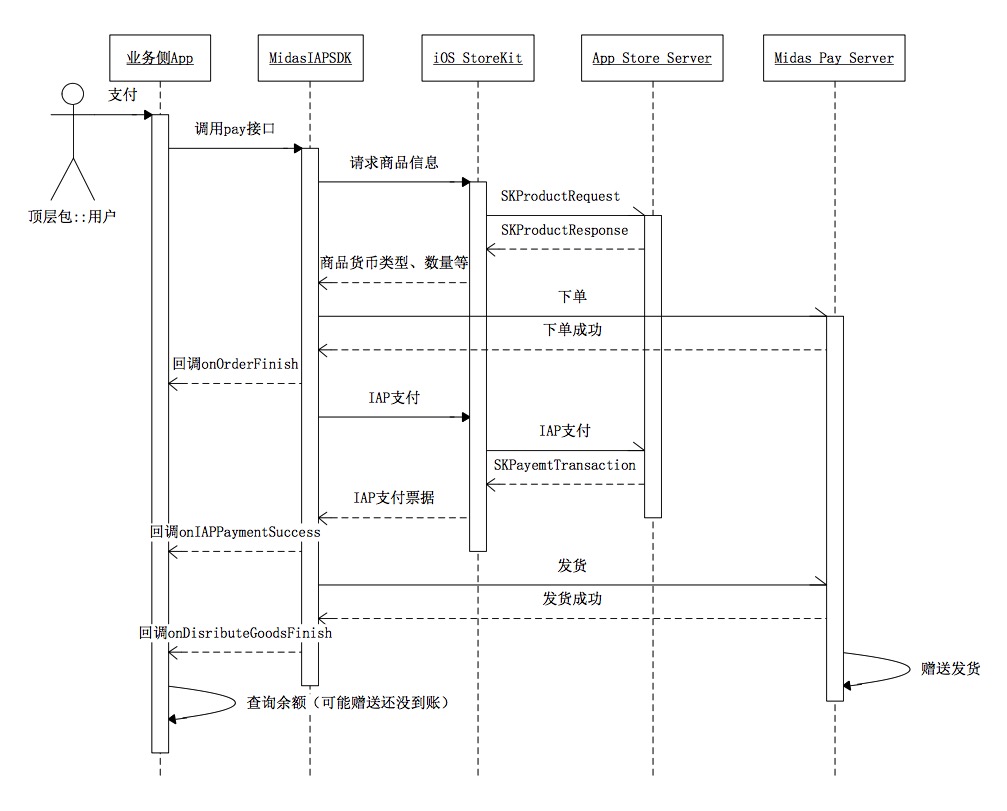 业务侧App
MidasIAPSDK
iOS StoreKit
App Store Server
Midas Pay Server
支付
顶层包::用户
调用pay接口
请求商品信息
SKProductRequest
SKProductResponse
商品货币类型、数量等
下单
下单成功
回调onOrderFinish
IAP支付
IAP支付
SKPayemtTransaction
IAP支付票据
回调onIAPPaymentSuccess
发货
发货成功
回调onDisributeGoodsFinish
赠送发货
查询余额（可能赠送还没到账）